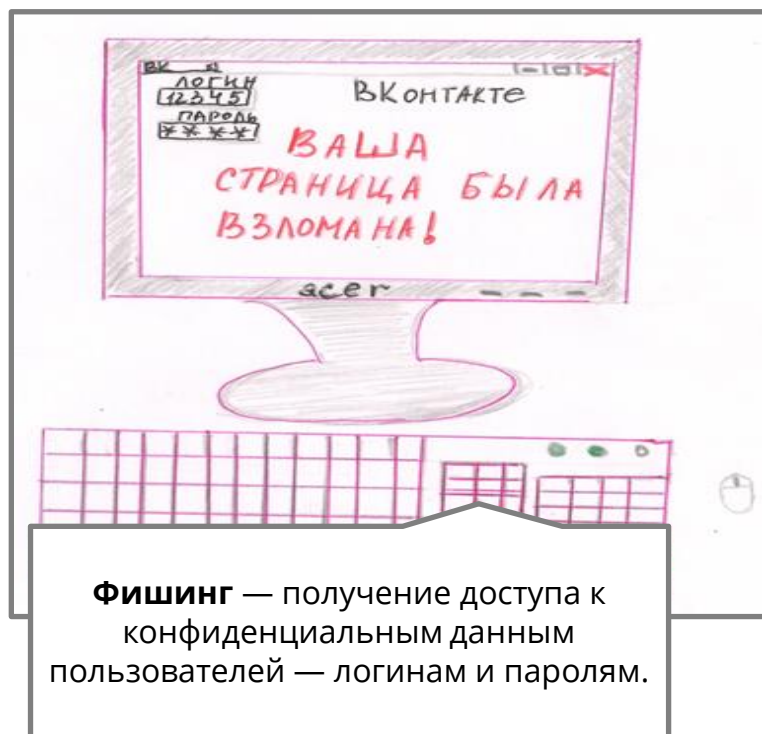 ВК
ЛОГИН
12345
ПАРОЛЬ
****
ВКОНТАКТЕ
ВАША
СТРАНИЦА БЫЛА
ВЗЛОМАНА!
acer
Фишинг — получение доступа к
конфиденциальным данным
пользователей — логинам и паролям.